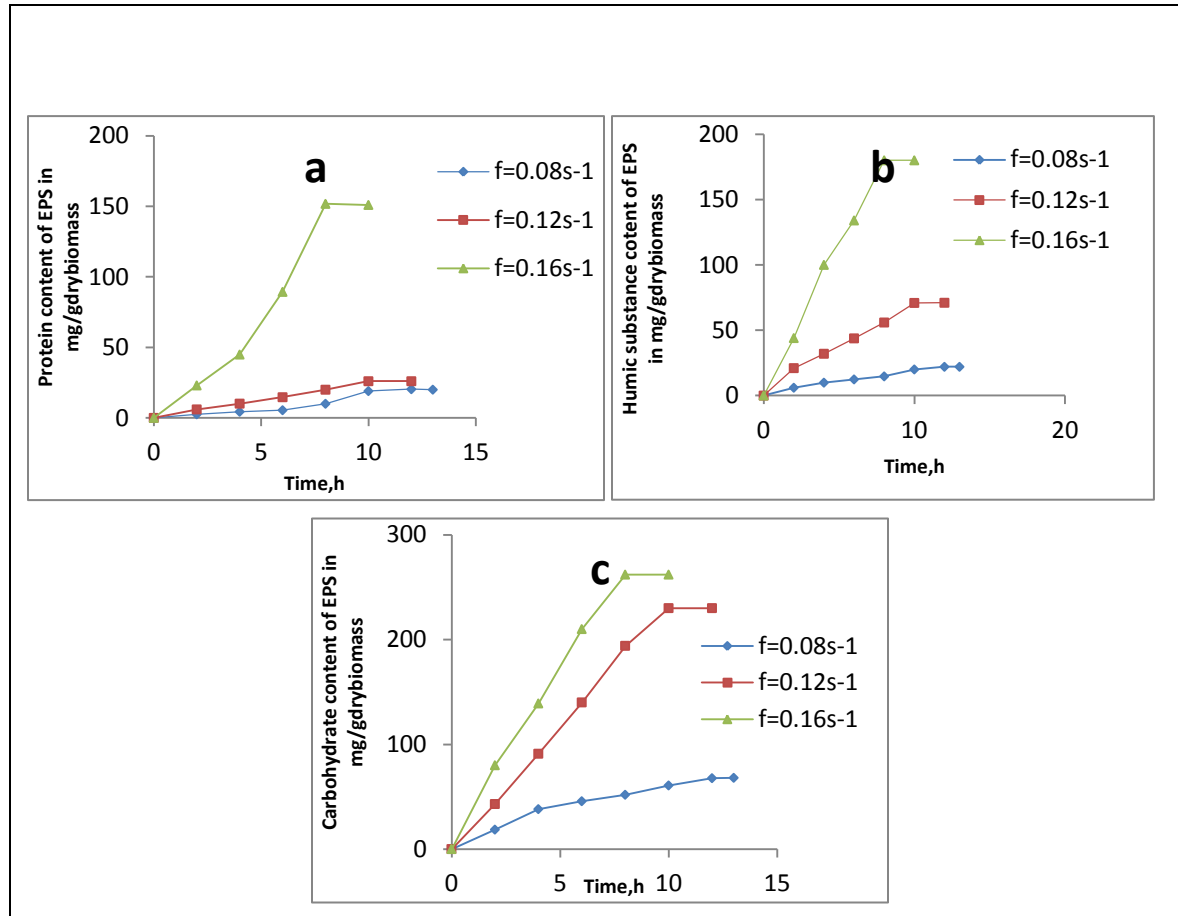 a
Protein content of EPS in
mg/gdrybiomass
200
150
100
50
0
0 5 10 15
Time,h
f=0.08s-1
f=0.12s-1
f=0.16s-1
b
Humic substance cotent of EPS
in mg/gdrybiomass
200
150
100
50
0
0 10 20
Time,h
f=0.08s-1
f=0.12s-1
f=0.16s-1
c
Carbohydrate content of EPS in
mg/gdrybiomass
300
200
100
0
0 5 10 15
Time,h
f=0.08s-1
f=0.12s-1
f=0.16s-1